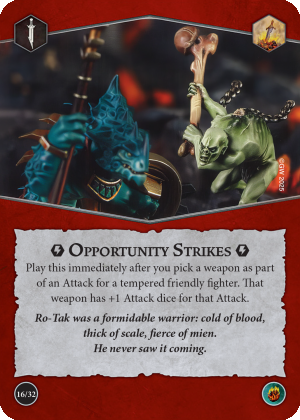 ©GW 2025
Opportunity Strikes
Play this immediately after you pick a weapon as part
of an Attack for a tempered friendly fighter. That
weapon has +1 Attack dice for that Attack.
Ro-Tak was a formidable warrior: cold of blood,
thick of scale, fierce of mien.
He never saw it coming.
16/32